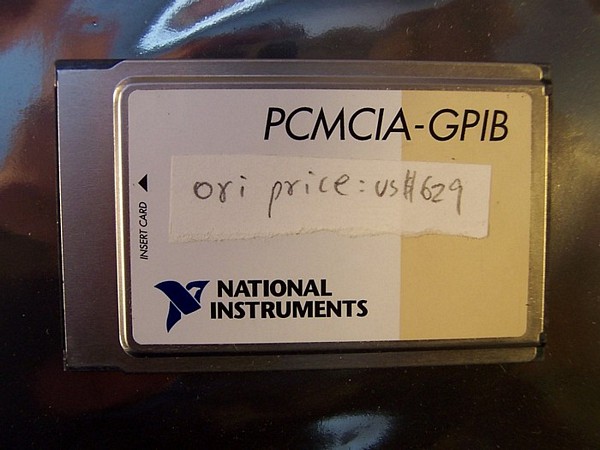 PCMCIA-GPIB
ori price: US$629
INSERT CARD
NATIONAL
INSTRUMENTS